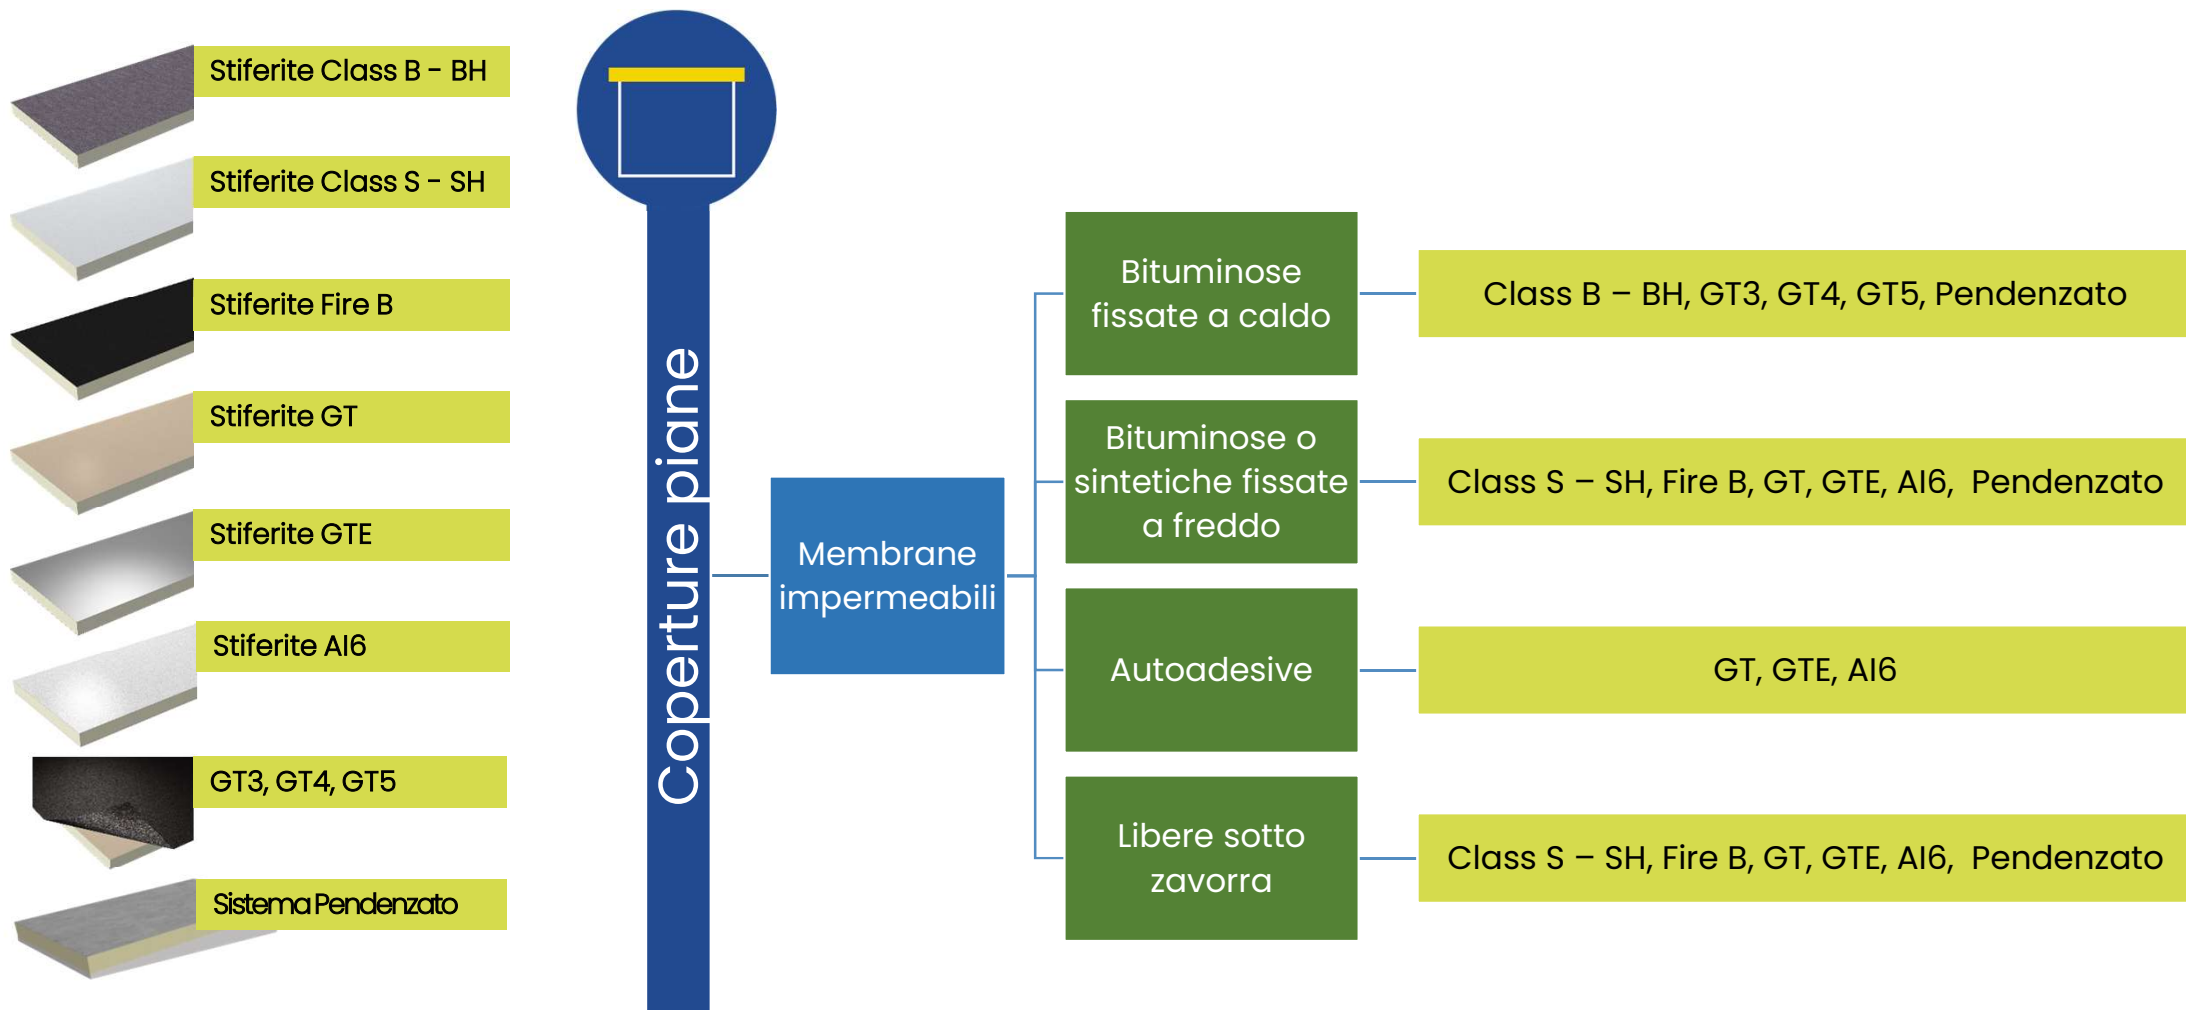 Stiferite Class B - BH
Stiferite Class S - SH
Stiferite Fire B
Stiferite GT
Stiferite GTE
Stiferite AI6
GT3, GT4, GT5
Sistema Pendenzato
Coperture piane
Membrane
impermeabili
Bituminose
fissate a caldo
Class B – BH, GT3, GT4, GT5, Pendenzato
Bituminose o
sintetiche fissate
a freddo
Class S – SH, Fire B, GT, GTE, AI6, Pendenzato
Autoadesive
GT, GTE, AI6
Libere sotto
zavorra
Class S – SH, Fire B, GT, GTE, AI6, Pendenzato